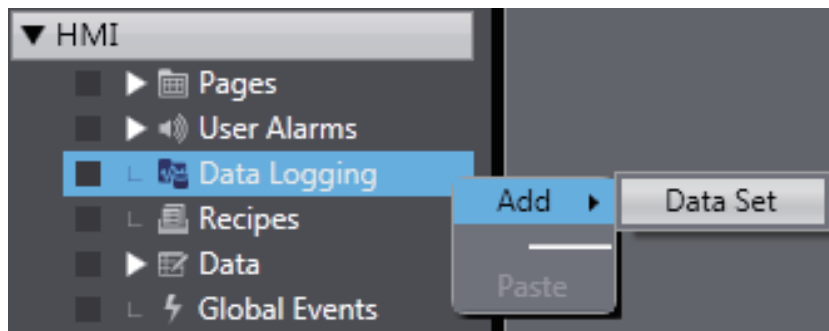 HMI
Pages
User Alarms
Data Logging
Add
Data Set
Recipes
Data
Paste
Global Events